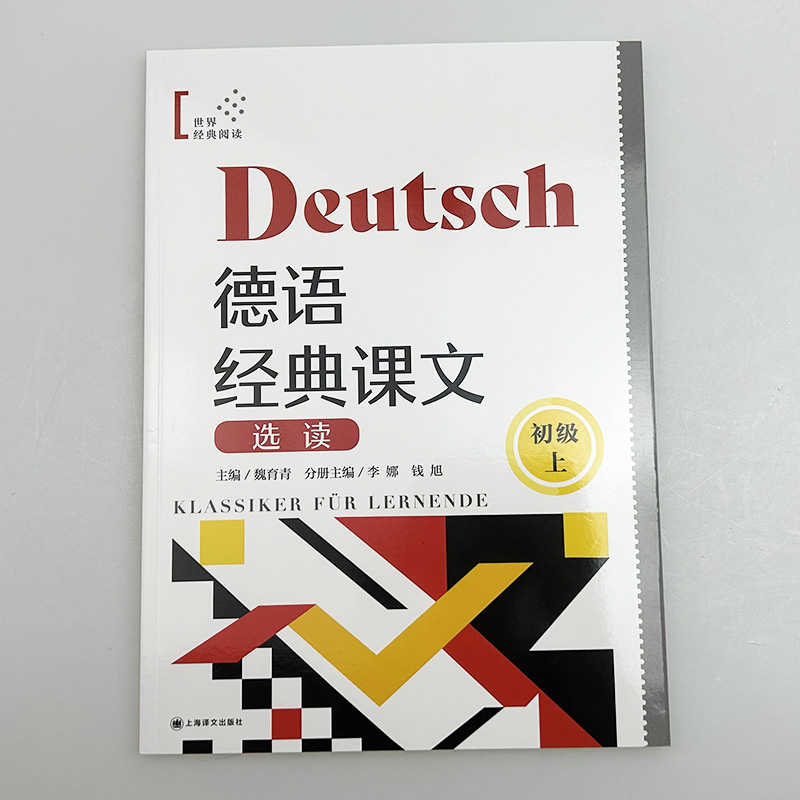 世界
经典阅读
Deutsch
德语
经典课文
选读
初级
上
主编/魏育青 分册主编/李娜 钱旭
KLASSIKER FÜR LERNENDE
上海译文出版社